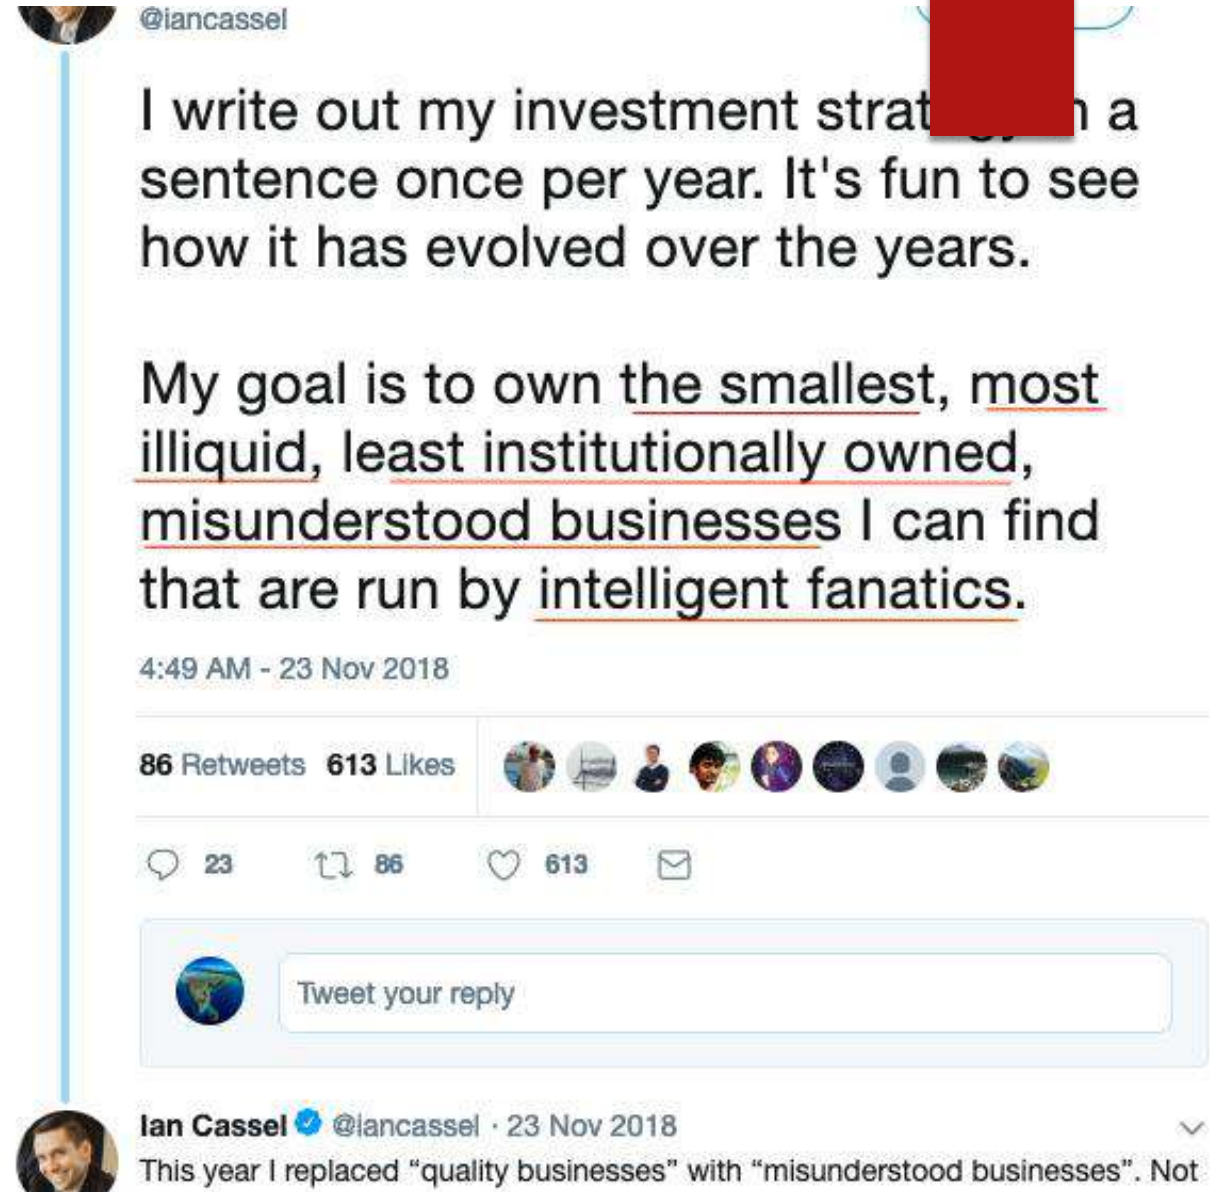 @iancassel
I write out my investment a
sentence once per year. It's fun to see
how it has evolved over the years.
My goal is to own the smallest, most
illiquid, least institutionally owned,
misunderstood businesses I can find
that are run by intelligent fanatics.
4:49 AM - 23 Nov 2018
86 Retweets 613 Likes
23 86 613
Tweet your reply
Ian Cassel @iancassel · 23 Nov 2018
This year I replaced “quality businesses” with “misunderstood businesses”. Not